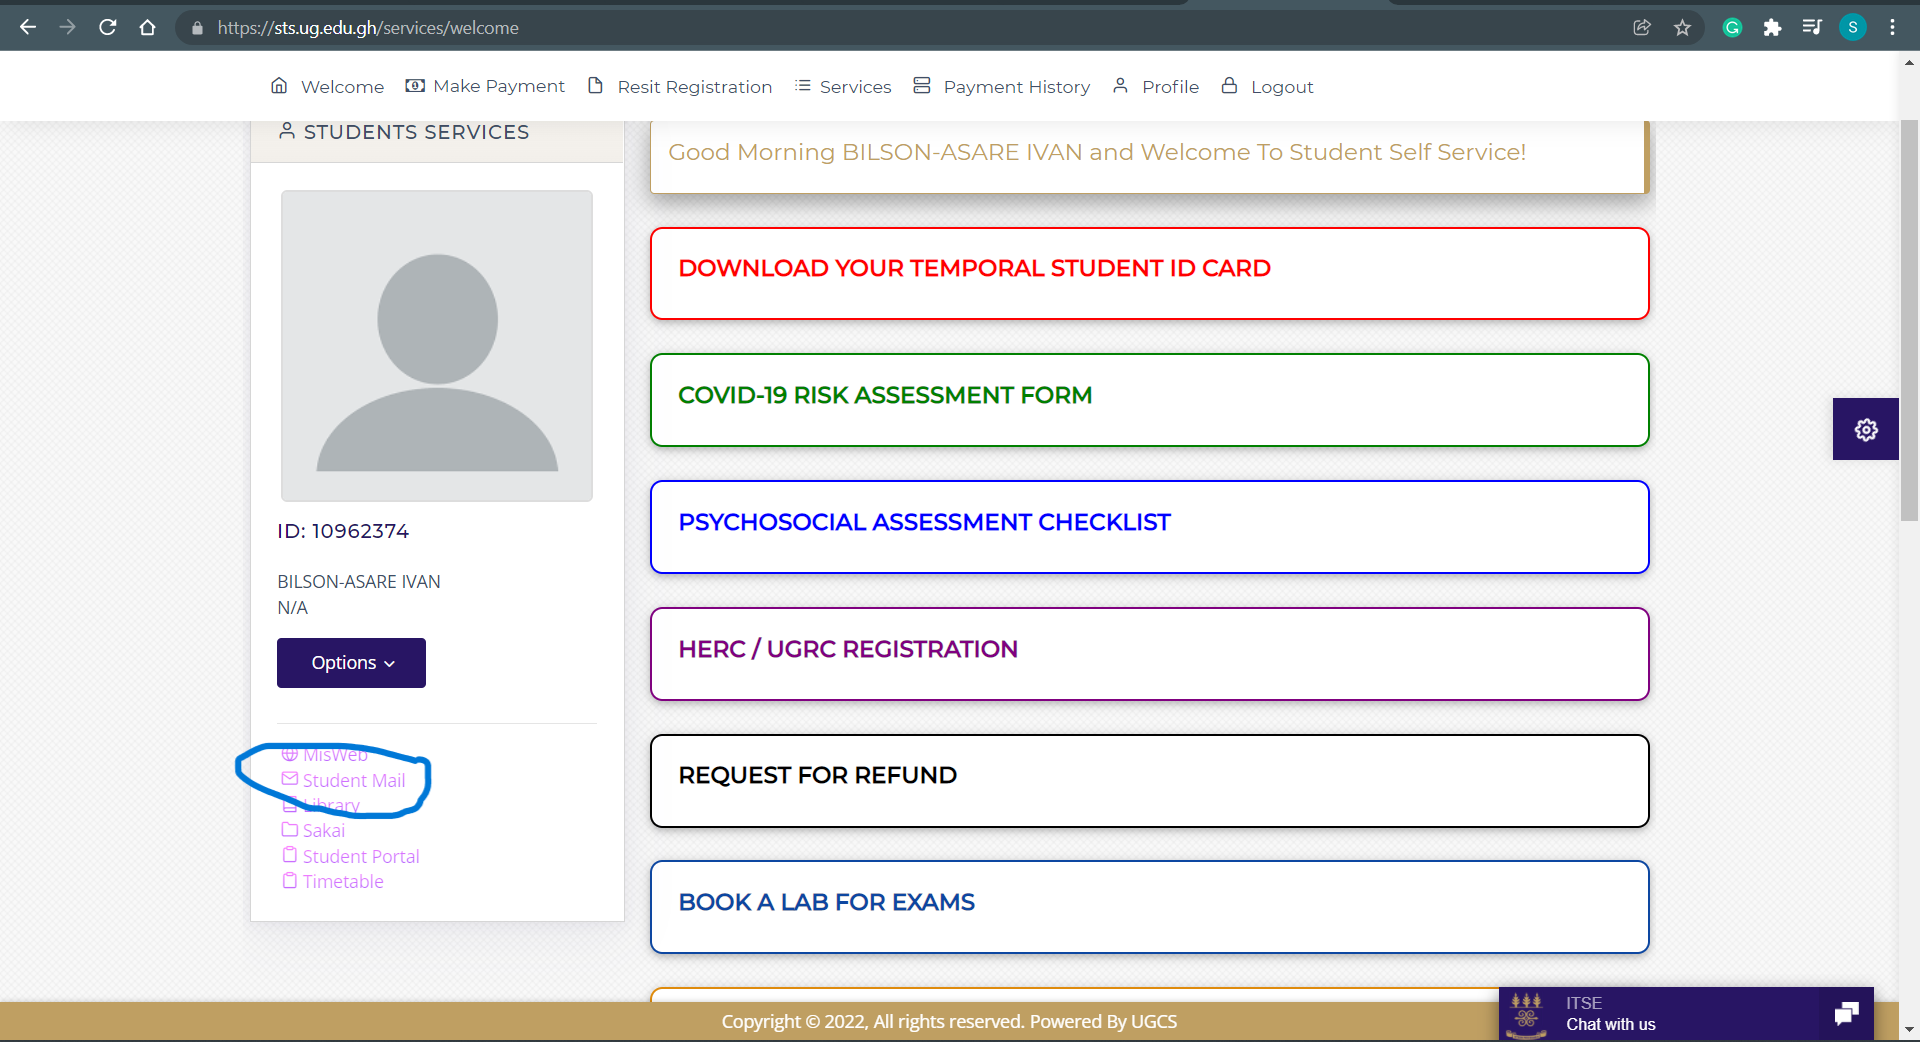 https://sts.ug.edu.gh/services/welcome
S
Welcome Make Payment Resit Registration Services Payment History Profile Logout
STUDENTS SERVICES
ID: 10962374
BILSON-ASARE IVAN
N/A
Options
MisWeb
Student Mail
Library
Sakai
Student Portal
Timetable
Good Morning BILSON-ASARE IVAN and Welcome To Student Self Service!
DOWNLOAD YOUR TEMPORAL STUDENT ID CARD
COVID-19 RISK ASSESSMENT FORM
PSYCHOSOCIAL ASSESSMENT CHECKLIST
HERC / UGRC REGISTRATION
REQUEST FOR REFUND
BOOK A LAB FOR EXAMS
Copyright © 2022, All rights reserved. Powered By UGCS
ITSE
Chat with us